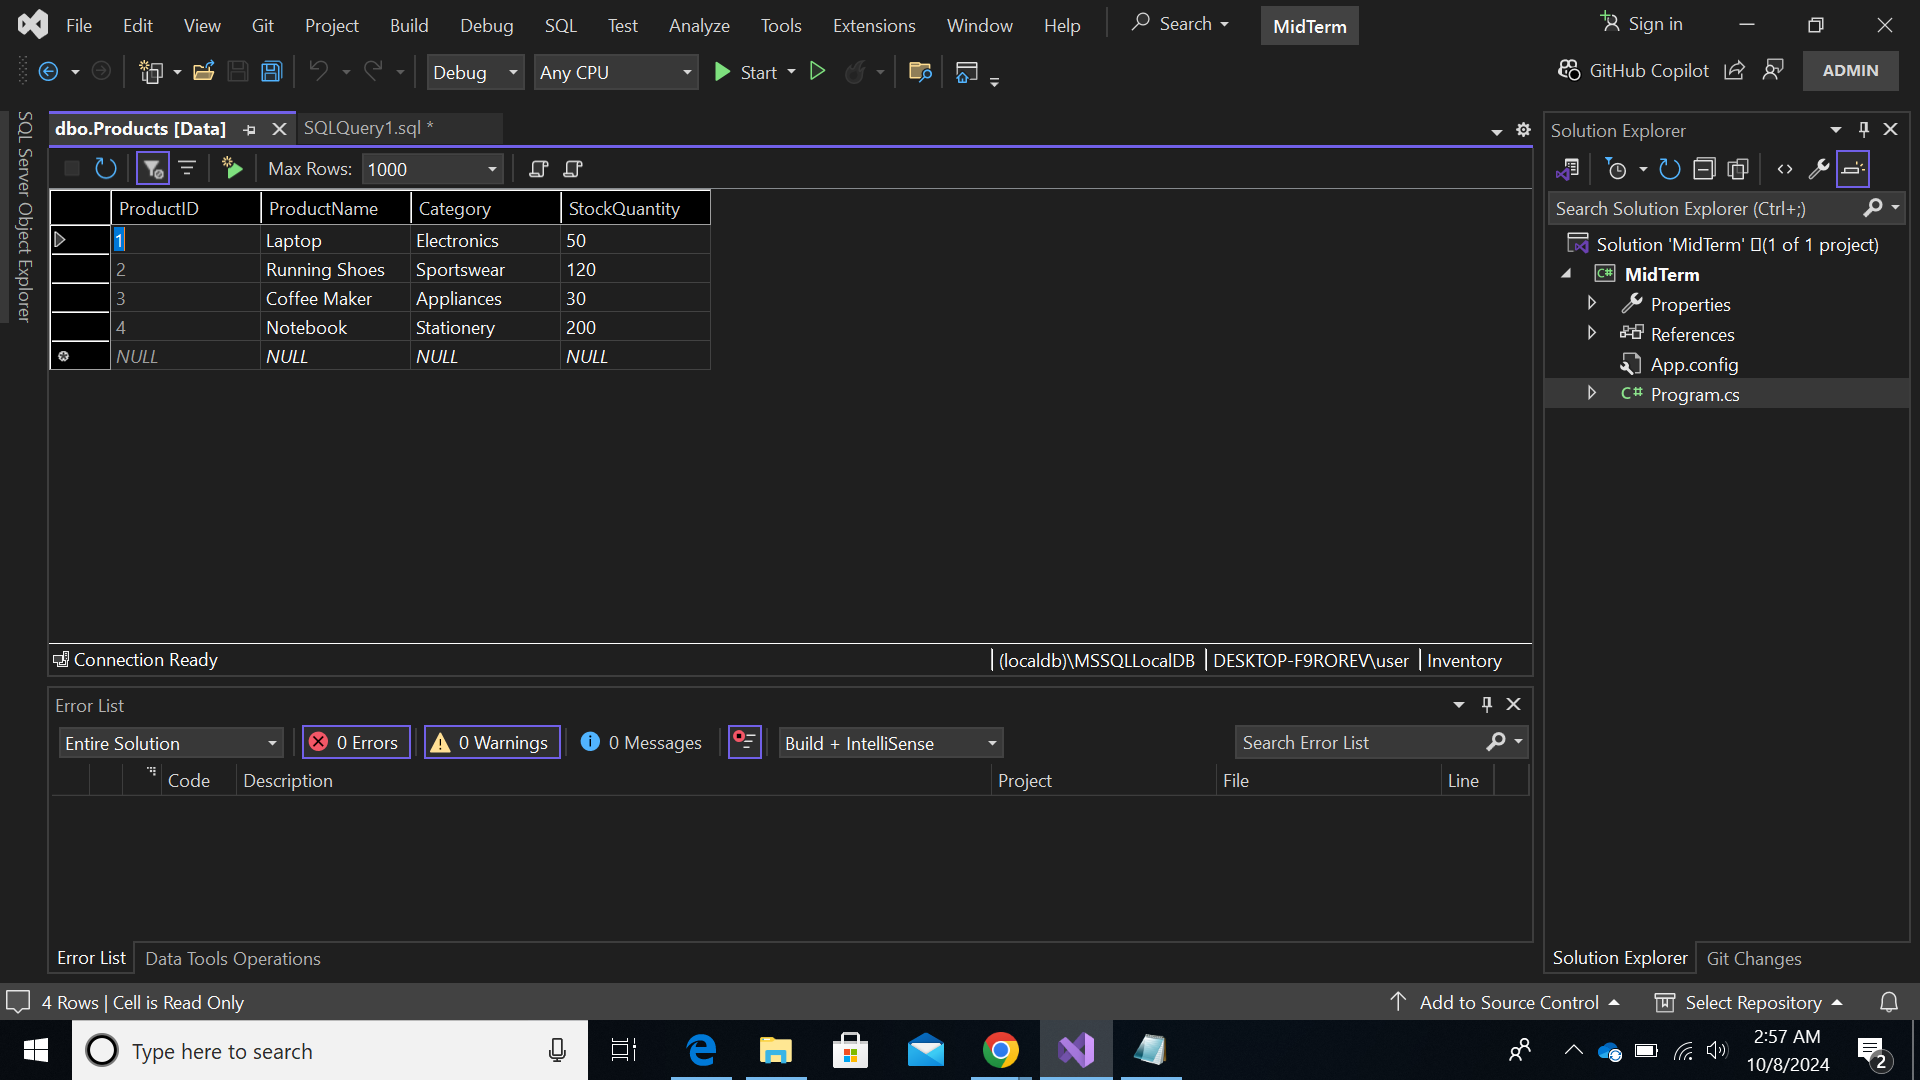 File Edit View Git Project Build Debug SQL Test Analyze Tools Extensions Window Help Search MidTerm Sign in
Debug Any CPU Start GitHub Copilot ADMIN
SQL Server Object Explorer
dbo.Products [Data] SQLQuery1.sql *
Max Rows: 1000
ProductID ProductName Category StockQuantity
1 Laptop Electronics 50
2 Running Shoes Sportswear 120
3 Coffee Maker Appliances 30
4 Notebook Stationery 200
NULL NULL NULL NULL
Connection Ready (localdb)\MSSQLLocalDB DESKTOP-F9ROREV\user Inventory
Solution Explorer
Search Solution Explorer (Ctrl+;)
Solution 'MidTerm' (1 of 1 project)
C# MidTerm
Properties
References
App.config
C# Program.cs
Error List
Entire Solution 0 Errors 0 Warnings 0 Messages Build + IntelliSense Search Error List
Code Description Project File Line
Error List Data Tools Operations
Solution Explorer Git Changes
4 Rows | Cell is Read Only Add to Source Control Select Repository
Type here to search
2:57 AM
10/8/2024
2